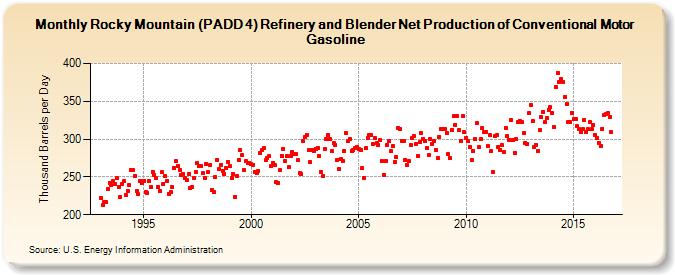 Monthly Rocky Mountain (PADD 4) Refinery and Blender Net Production of Conventional Motor
Gasoline
Thousand Barrels per Day
400
350
300
250
200
1995
2000
2005
2010
2015
Source: U.S. Energy Information Administration